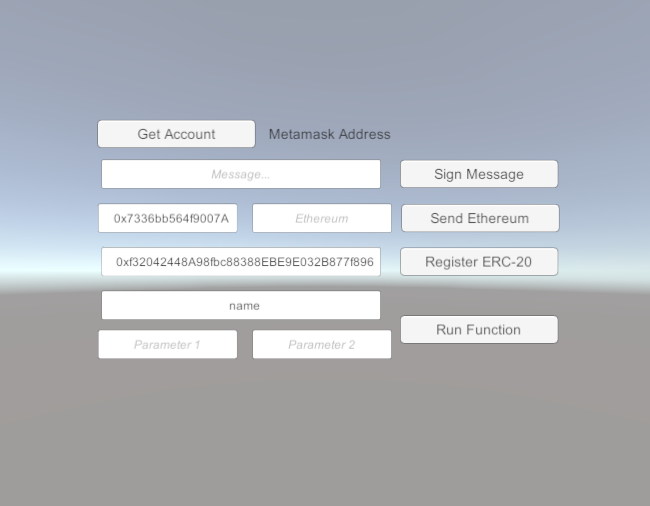 Get Account Metamask Address
Message... Sign Message
0x7336bb564f9007A Ethereum Send Ethereum
0xf32042448A98fbc88388EBE9E032B877f896 Register ERC-20
name
Run Function
Parameter 1 Parameter 2